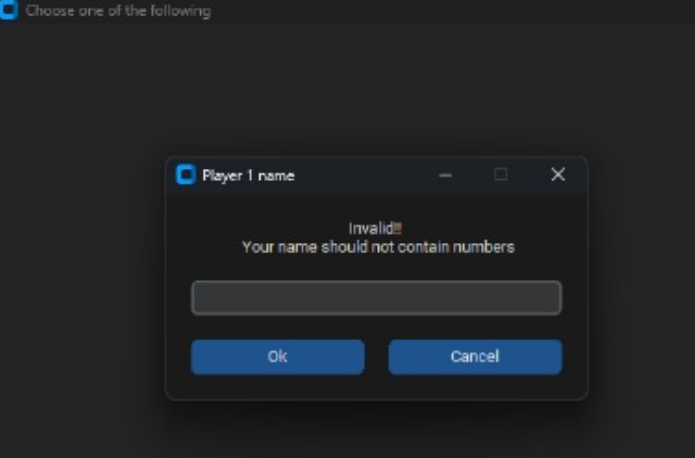 Choose one of the following
Player 1 name
Invalid‼
Your name should not contain numbers
Ok
Cancel